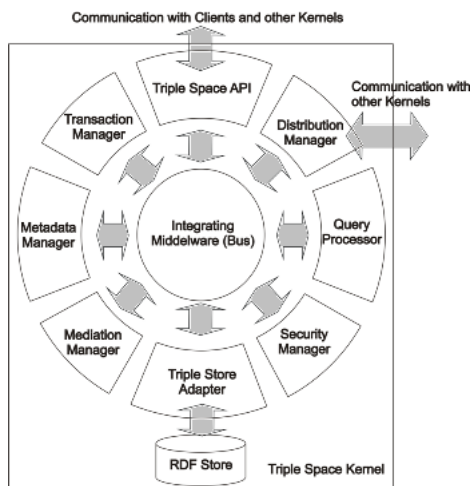 Communication with Clients and other Kernels
Triple Space API
Communication with
other Kernels
Transaction
Manager
Distribution
Manager
Metadata
Manager
Integrating
Middelware (Bus)
Query
Processor
Mediation
Manager
Security
Manager
Triple Store
Adapter
RDF Store
Triple Space Kernel